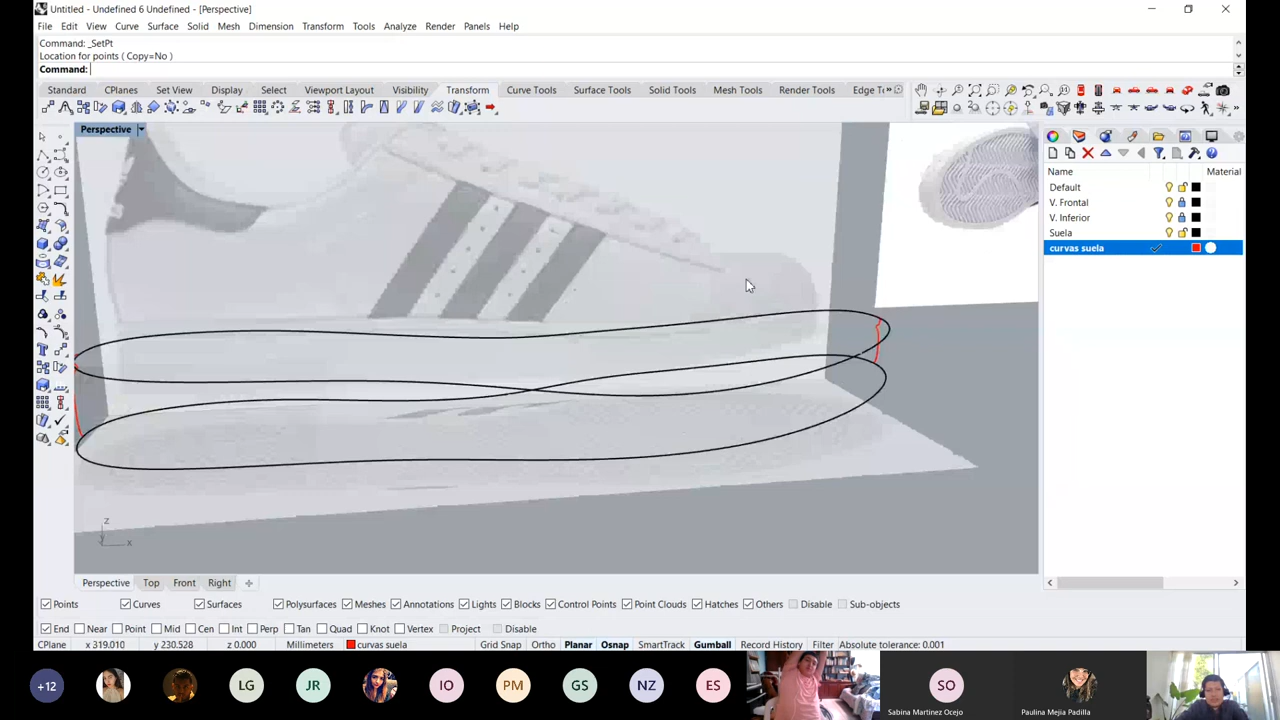 Untitled - Undefined 6 Undefined - [Perspective]
File Edit View Curve Surface Solid Mesh Dimension Transform Tools Analyze Render Panels Help
Command: _SetPt
Location for points ( Copy=No )
Command:
Standard CPlanes Set View Display Select Viewport Layout Visibility Transform Curve Tools Surface Tools Solid Tools Mesh Tools Render Tools Edge T
Perspective
Name Material
Default
V. Frontal
V. Inferior
Suela
curvas suela
z
x
Perspective Top Front Right
Points Curves Surfaces Polysurfaces Meshes Annotations Lights Blocks Control Points Point Clouds Hatches Others Disable Sub-objects
End Near Point Mid Cen Int Perp Tan Quad Knot Vertex Project Disable
CPlane x 319.010 y 230.528 z 0.000 Millimeters curvas suela Grid Snap Ortho Planar Osnap SmartTrack Gumball Record History Filter Absolute tolerance: 0.001
+12 LG JR IO PM GS NZ ES SO
Sabina Martinez Ocejo Paulina Mejia Padilla